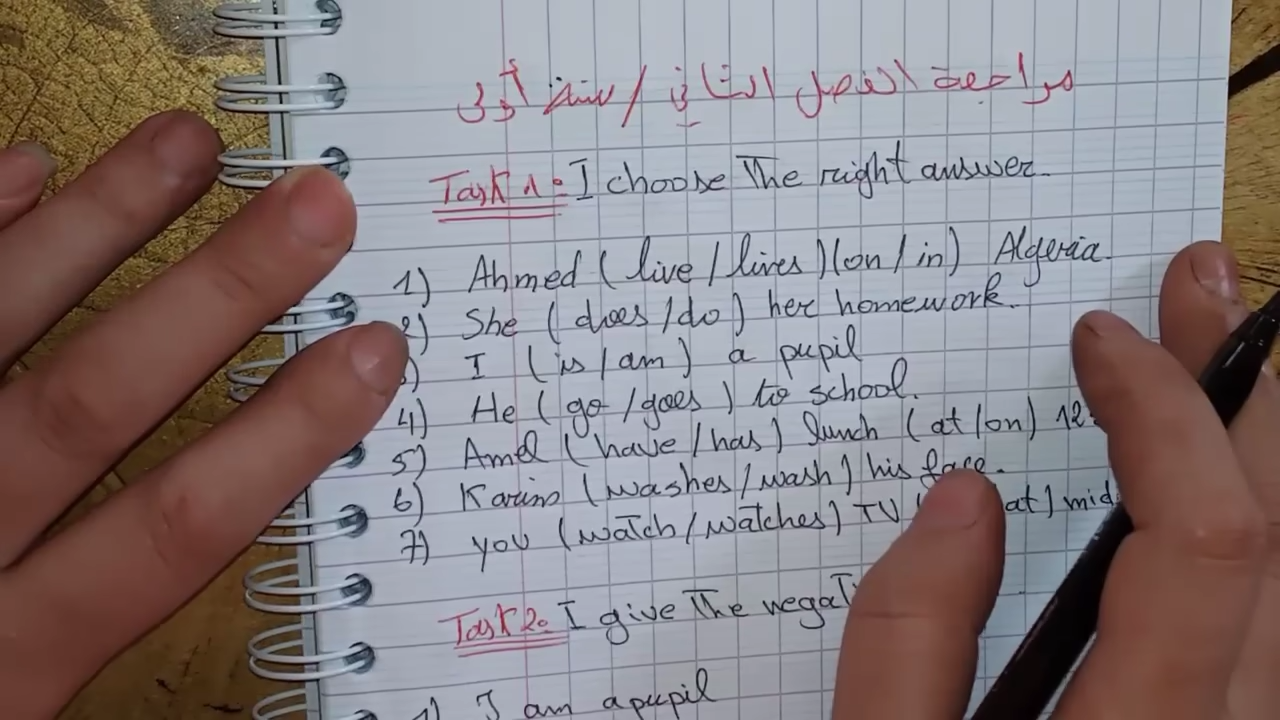 مراجعة الفصل الثاني / سنة أولى
Task 1: I choose The right answer.
1) Ahmed (live / lives) (on / in) Algeria.
2) She (does / do) her homework.
3) I (is / am) a pupil
4) He (go / goes) to school.
5) Amel (have / has) lunch (at / on) 12
6) Karim (washes / wash) his face.
7) you (watch / watches) TV ( at) mid
Task 2: I give The negati
1) I am a pupil